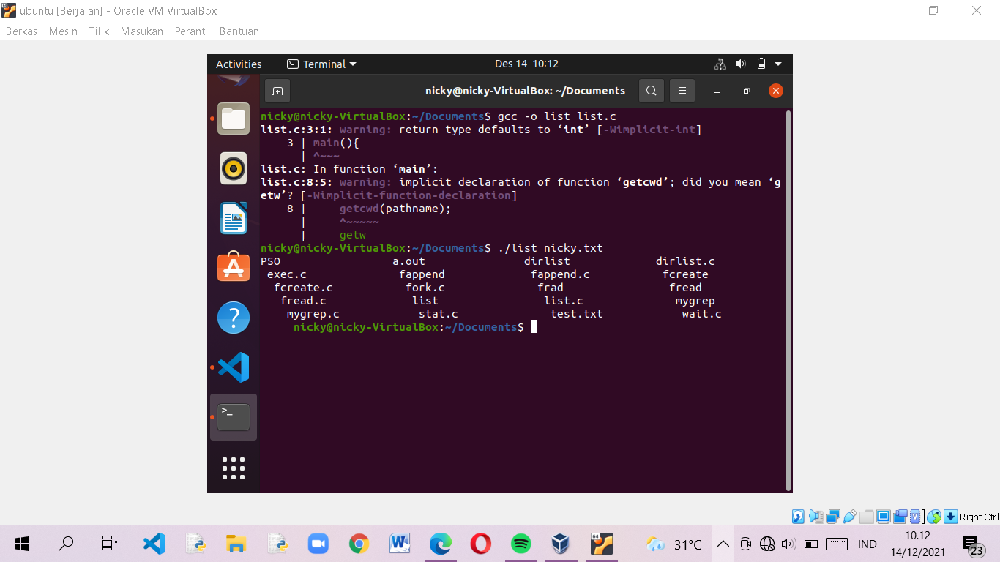 ubuntu [Berjalan] - Oracle VM VirtualBox
Berkas Mesin Tilik Masukan Peranti Bantuan
Activities Terminal Des 14 10:12
nicky@nicky-VirtualBox: ~/Documents
nicky@nicky-VirtualBox:~/Documents$ gcc -o list list.c
list.c:3:1: warning: return type defaults to ‘int’ [-Wimplicit-int]
    3 | main(){
      | ^~~~
list.c: In function ‘main’:
list.c:8:5: warning: implicit declaration of function ‘getcwd’; did you mean ‘g
etw’? [-Wimplicit-function-declaration]
    8 |     getcwd(pathname);
      |     ^~~~~~
      |     getw
nicky@nicky-VirtualBox:~/Documents$ ./list nicky.txt
PSO                 a.out               dirlist             dirlist.c
 exec.c              fappend             fappend.c           fcreate
  fcreate.c           fork.c              frad                fread
   fread.c             list                list.c              mygrep
    mygrep.c            stat.c              test.txt            wait.c
     nicky@nicky-VirtualBox:~/Documents$
Right Ctrl
64
31°C IND 10.12
14/12/2021
23